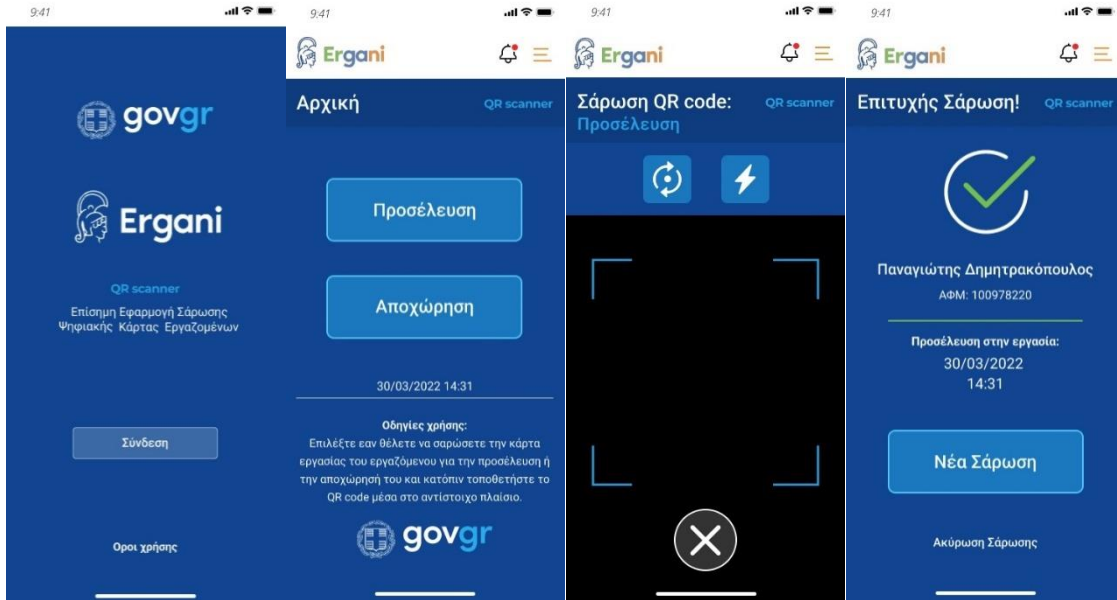 9:41
govgr
Ergani
QR scanner
Επίσημη Εφαρμογή Σάρωσης
Ψηφιακής Κάρτας Εργαζομένων
Σύνδεση
Οροι χρήσης
9:41
Ergani
Αρχική
QR scanner
Προσέλευση
Αποχώρηση
30/03/2022 14:31
Οδηγίες χρήσης:
Επιλέξτε εαν θέλετε να σαρώσετε την κάρτα
εργασίας του εργαζόμενου για την προσέλευση ή
την αποχώρησή του και κατόπιν τοποθετήστε το
QR code μέσα στο αντίστοιχο πλαίσιο.
govgr
9:41
Ergani
Σάρωση QR code:
QR scanner
Προσέλευση
9:41
Ergani
Επιτυχής Σάρωση!
QR scanner
Παναγιώτης Δημητρακόπουλος
ΑΦΜ: 100978220
Προσέλευση στην εργασία:
30/03/2022
14:31
Νέα Σάρωση
Ακύρωση Σάρωσης